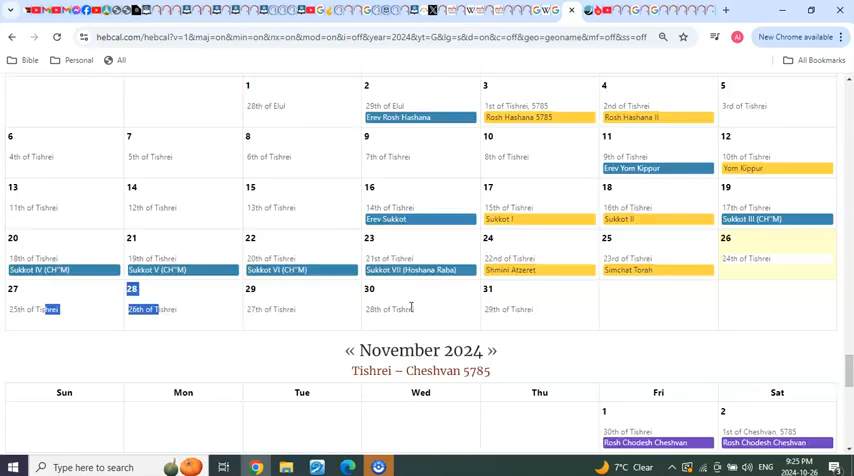 hebcal.com/hebcal?v=1&maj=on&min=on&nx=on&mod=on&i=off&year=2024&yt=G&lg=s&d=on&c=off&geo=geoname&mf=off&ss=off
AI
New Chrome available
Bible Personal All All Bookmarks
1 2 3 4 5
28th of Elul 29th of Elul 1st of Tishrei, 5785 2nd of Tishrei 3rd of Tishrei
Erev Rosh Hashana Rosh Hashana 5785 Rosh Hashana II
6 7 8 9 10 11 12
4th of Tishrei 5th of Tishrei 6th of Tishrei 7th of Tishrei 8th of Tishrei 9th of Tishrei 10th of Tishrei
Erev Yom Kippur Yom Kippur
13 14 15 16 17 18 19
11th of Tishrei 12th of Tishrei 13th of Tishrei 14th of Tishrei 15th of Tishrei 16th of Tishrei 17th of Tishrei
Erev Sukkot Sukkot I Sukkot II Sukkot III (CH''M)
20 21 22 23 24 25 26
18th of Tishrei 19th of Tishrei 20th of Tishrei 21st of Tishrei 22nd of Tishrei 23rd of Tishrei 24th of Tishrei
Sukkot IV (CH''M) Sukkot V (CH''M) Sukkot VI (CH''M) Sukkot VII (Hoshana Raba) Shmini Atzeret Simchat Torah
27 28 29 30 31
25th of Tishrei 26th of Tishrei 27th of Tishrei 28th of Tishrei 29th of Tishrei
« November 2024 »
Tishrei – Cheshvan 5785
Sun Mon Tue Wed Thu Fri Sat
1 2
30th of Tishrei 1st of Cheshvan, 5785
Rosh Chodesh Cheshvan Rosh Chodesh Cheshvan
Type here to search
7°C Clear
ENG
9:25 PM
2024-10-26